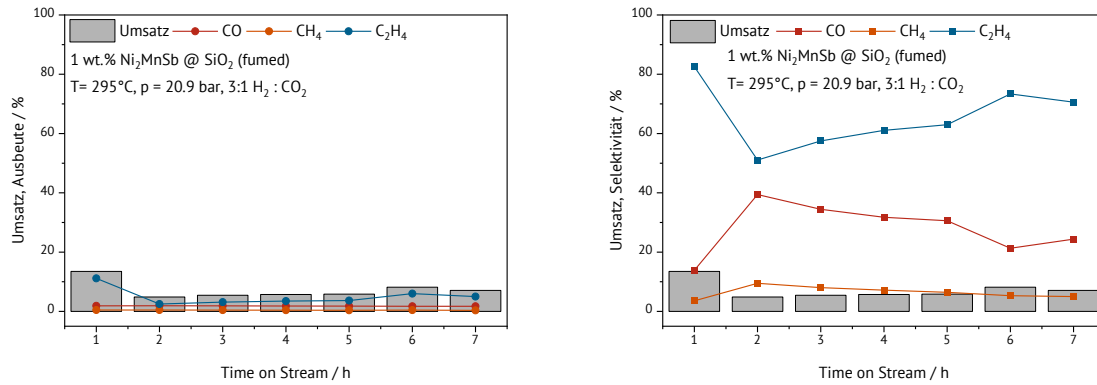 100
80
60
40
20
0
Umsatz, Ausbeute / %
Umsatz CO CH₄ C₂H₄
1 wt.% Ni₂MnSb @ SiO₂ (fumed)
T= 295°C, p = 20.9 bar, 3:1 H₂ : CO₂
1 2 3 4 5 6 7
Time on Stream / h
100
80
60
40
20
0
Umsatz, Selektivität / %
Umsatz CO CH₄ C₂H₄
1 wt.% Ni₂MnSb @ SiO₂ (fumed)
T= 295°C, p = 20.9 bar, 3:1 H₂ : CO₂
1 2 3 4 5 6 7
Time on Stream / h